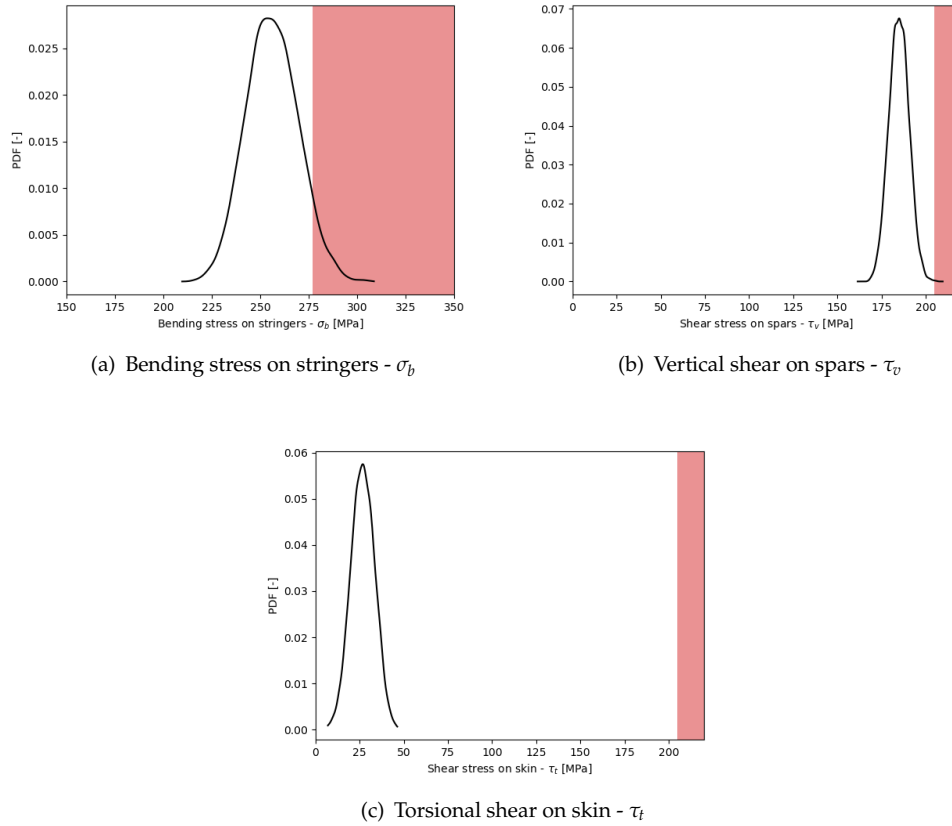 0.025
0.020
0.015
0.010
0.005
0.000
PDF [-]
150 175 200 225 250 275 300 325 350
Bending stress on stringers - σb [MPa]
(a) Bending stress on stringers - σb
0.07
0.06
0.05
0.04
0.03
0.02
0.01
0.00
PDF [-]
0 25 50 75 100 125 150 175 200
Shear stress on spars - τv [MPa]
(b) Vertical shear on spars - τv
0.06
0.05
0.04
0.03
0.02
0.01
0.00
PDF [-]
0 25 50 75 100 125 150 175 200
Shear stress on skin - τt [MPa]
(c) Torsional shear on skin - τt